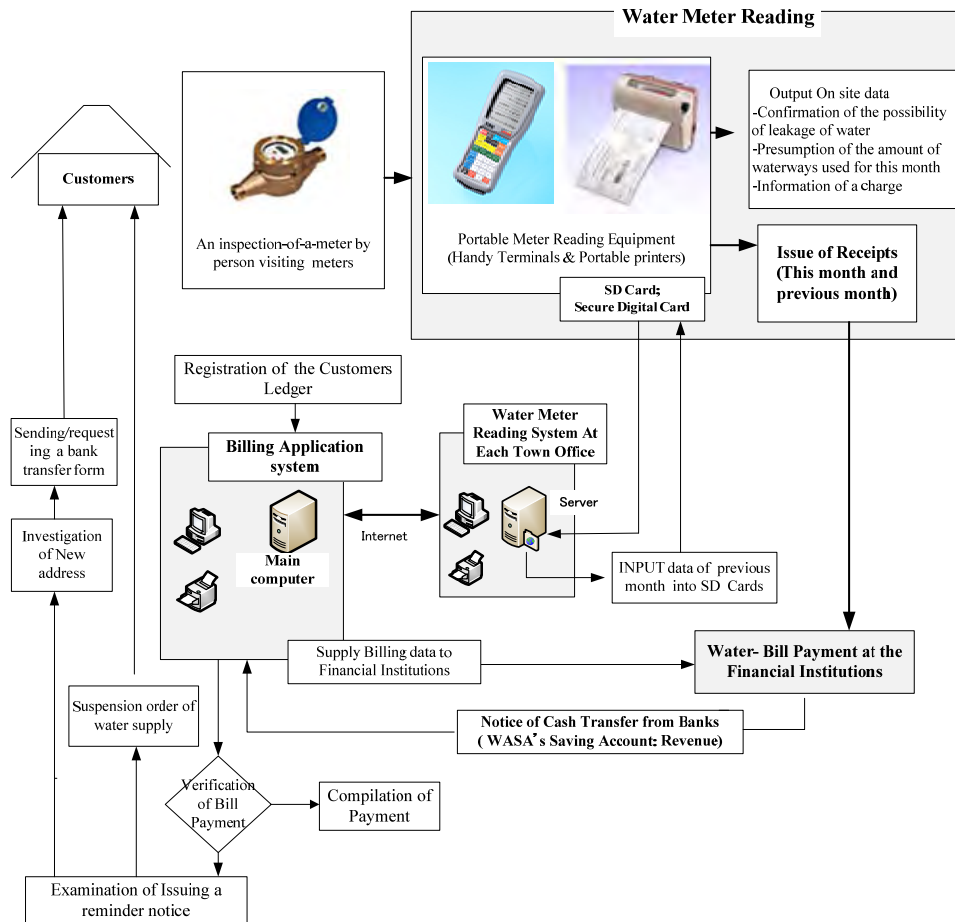 Water Meter Reading
Customers
An inspection-of-a-meter by
person visiting meters
Portable Meter Reading Equipment
(Handy Terminals & Portable printers)
SD Card;
Secure Digital Card
Output On site data
-Confirmation of the possibility
of leakage of water
-Presumption of the amount of
waterways used for this month
-Information of a charge
Issue of Receipts
(This month and
previous month)
Registration of the Customers
Ledger
Billing Application
system
Main
computer
Internet
Water Meter
Reading System At
Each Town Office
Server
INPUT data of previous
month into SD Cards
Sending/request
ing a bank
transfer form
Investigation
of New
address
Supply Billing data to
Financial Institutions
Water- Bill Payment at the
Financial Institutions
Suspension order of
water supply
Notice of Cash Transfer from Banks
( WASA's Saving Account: Revenue)
Verification
of Bill
Payment
Compilation of
Payment
Examination of Issuing a
reminder notice